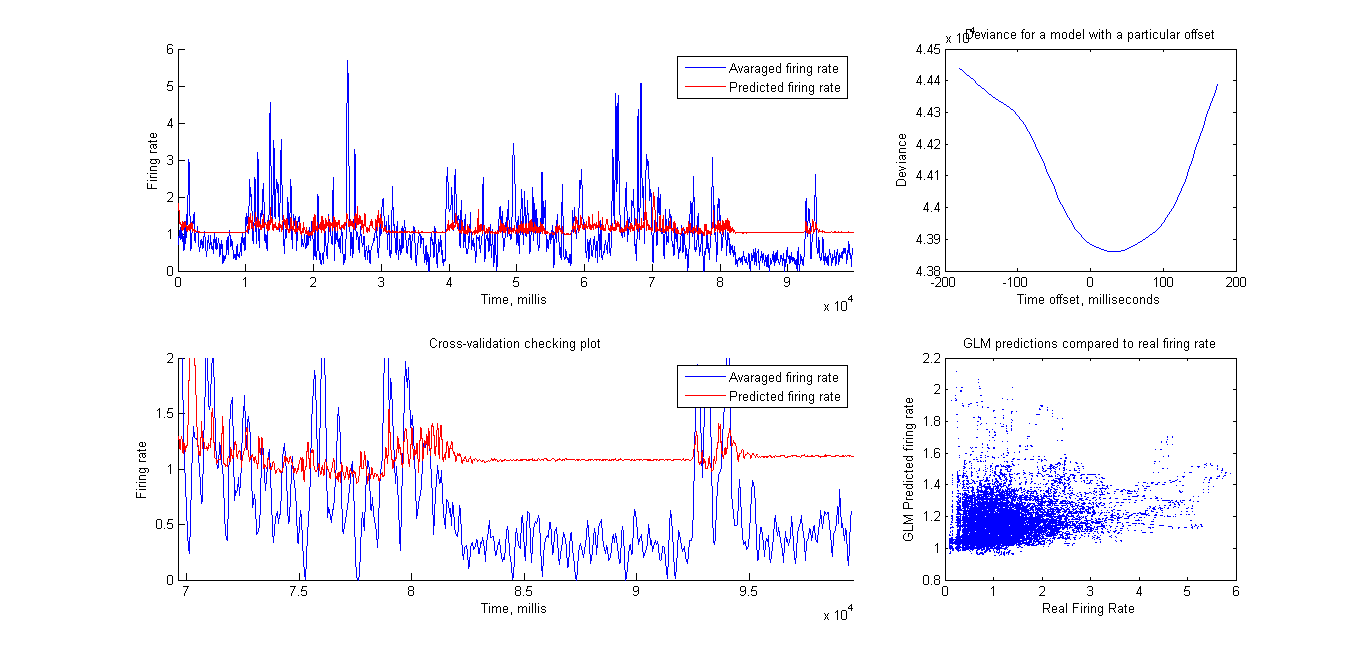 6
5
4
3
2
1
0
Firing rate
Avaraged firing rate
Predicted firing rate
0 1 2 3 4 5 6 7 8 9
Time, millis
x 10^4
Deviance for a model with a particular offset
x 10^4
4.45
4.44
4.43
4.42
4.41
4.4
4.39
4.38
Deviance
-200 -100 0 100 200
Time offset, milliseconds
Cross-validation checking plot
2
1.5
1
0.5
0
Firing rate
Avaraged firing rate
Predicted firing rate
7 7.5 8 8.5 9 9.5
Time, millis
x 10^4
GLM predictions compared to real firing rate
2.2
2
1.8
1.6
1.4
1.2
1
0.8
GLM Predicted firing rate
0 1 2 3 4 5 6
Real Firing Rate